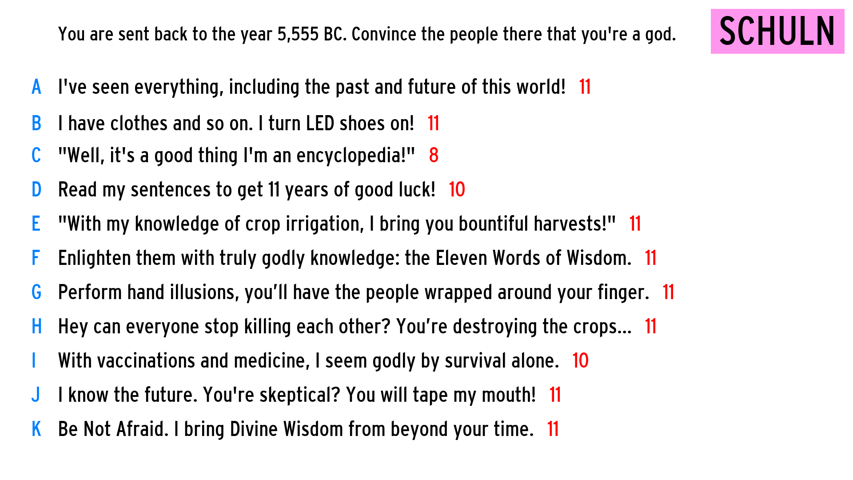 You are sent back to the year 5,555 BC. Convince the people there that you're a god.
SCHULN
A I've seen everything, including the past and future of this world! 11
B I have clothes and so on. I turn LED shoes on! 11
C "Well, it's a good thing I'm an encyclopedia!" 8
D Read my sentences to get 11 years of good luck! 10
E "With my knowledge of crop irrigation, I bring you bountiful harvests!" 11
F Enlighten them with truly godly knowledge: the Eleven Words of Wisdom. 11
G Perform hand illusions, you’ll have the people wrapped around your finger. 11
H Hey can everyone stop killing each other? You’re destroying the crops... 11
I With vaccinations and medicine, I seem godly by survival alone. 10
J I know the future. You're skeptical? You will tape my mouth! 11
K Be Not Afraid. I bring Divine Wisdom from beyond your time. 11